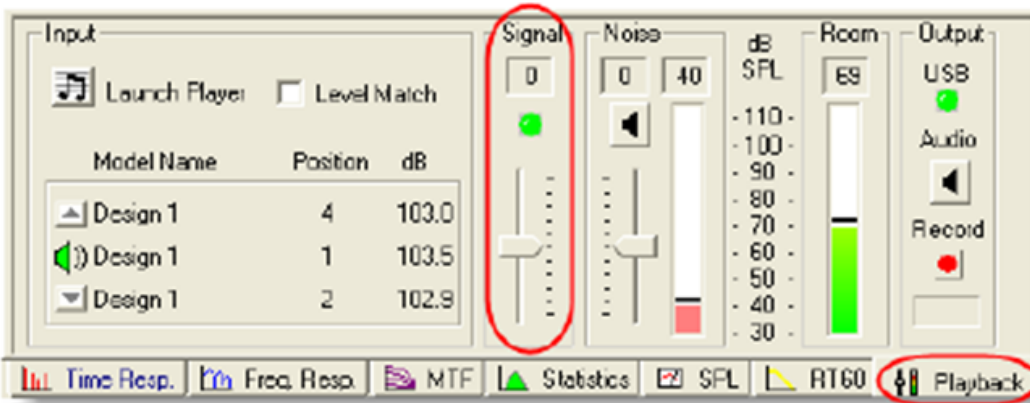 Input
Launch Player
Level Match
Model Name Position dB
Design 1 4 103.0
Design 1 1 103.5
Design 1 2 102.9
Signal
0
Noise
0 40
dB
SPL
- 110 -
- 100 -
- 90 -
- 80 -
- 70 -
- 60 -
- 50 -
- 40 -
- 30 -
Room
69
Output
USB
Audio
Record
Time Resp. Freq. Resp. MTF Statistics SPL RT60 Playback